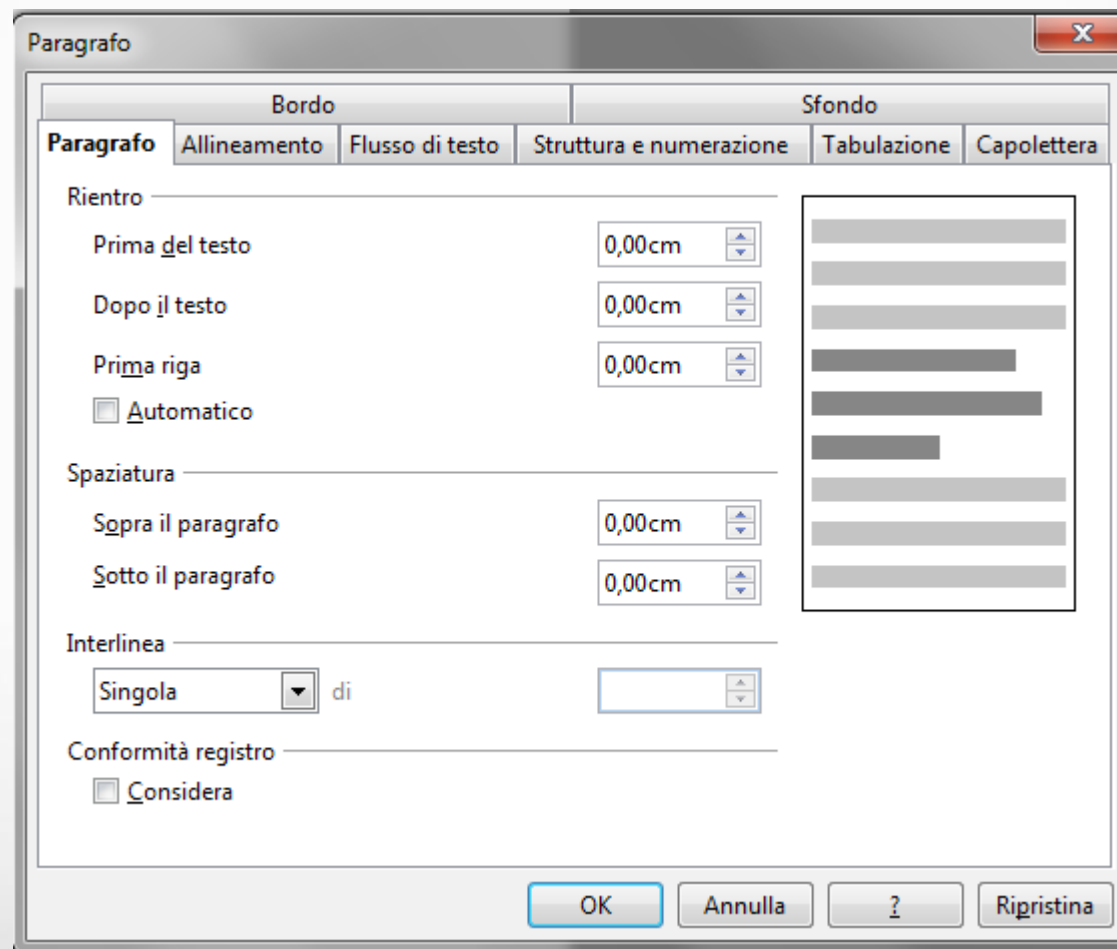 Paragrafo
x
Bordo Sfondo
Paragrafo Allineamento Flusso di testo Struttura e numerazione Tabulazione Capolettera
Rientro
Prima del testo 0,00cm
Dopo il testo 0,00cm
Prima riga 0,00cm
Automatico
Spaziatura
Sopra il paragrafo 0,00cm
Sotto il paragrafo 0,00cm
Interlinea
Singola di
Conformità registro
Considera
OK Annulla ? Ripristina